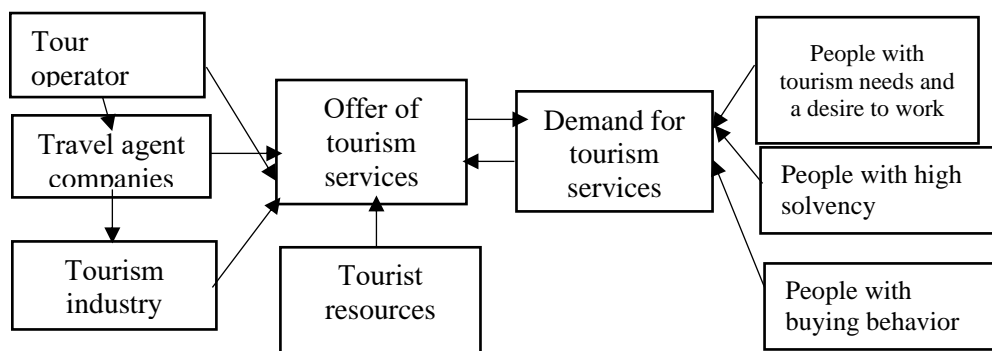 Tour
operator
Travel agent
companies
Tourism
industry
Offer of
tourism
services
Tourist
resources
Demand for
tourism
services
People with
tourism needs and
a desire to work
People with high
solvency
People with
buying behavior